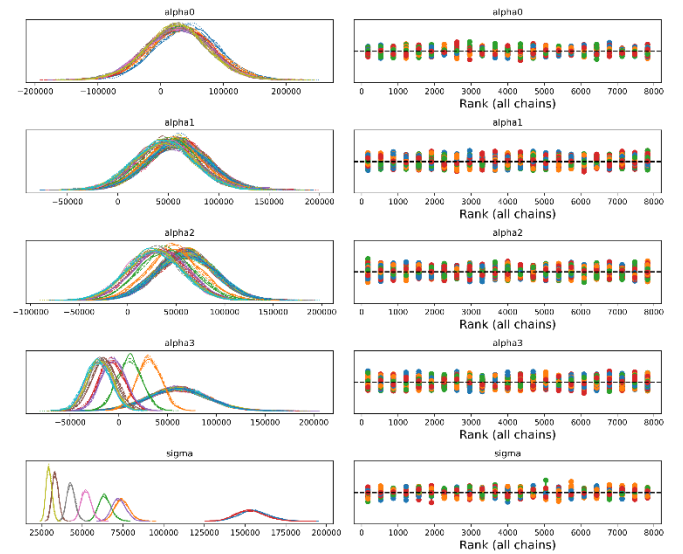 alpha0
alpha0
−200000 −100000 0 100000 200000
0 1000 2000 3000 4000 5000 6000 7000 8000
Rank (all chains)
alpha1
alpha1
−50000 0 50000 100000 150000 200000
0 1000 2000 3000 4000 5000 6000 7000 8000
Rank (all chains)
alpha2
alpha2
−100000 −50000 0 50000 100000 150000 200000
0 1000 2000 3000 4000 5000 6000 7000 8000
Rank (all chains)
alpha3
alpha3
−50000 0 50000 100000 150000 200000
0 1000 2000 3000 4000 5000 6000 7000 8000
Rank (all chains)
sigma
sigma
25000 50000 75000 100000 125000 150000 175000 200000
0 1000 2000 3000 4000 5000 6000 7000 8000
Rank (all chains)